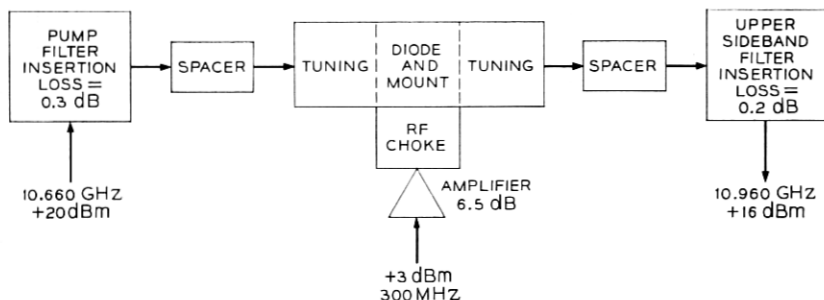 PUMP
FILTER
INSERTION
LOSS =
0.3 dB
SPACER
TUNING
DIODE
AND
MOUNT
TUNING
SPACER
UPPER
SIDEBAND
FILTER
INSERTION
LOSS =
0.2 dB
RF
CHOKE
AMPLIFIER
6.5 dB
10.660 GHz
+20dBm
+3 dBm
300 MHz
10.960 GHz
+16 dBm